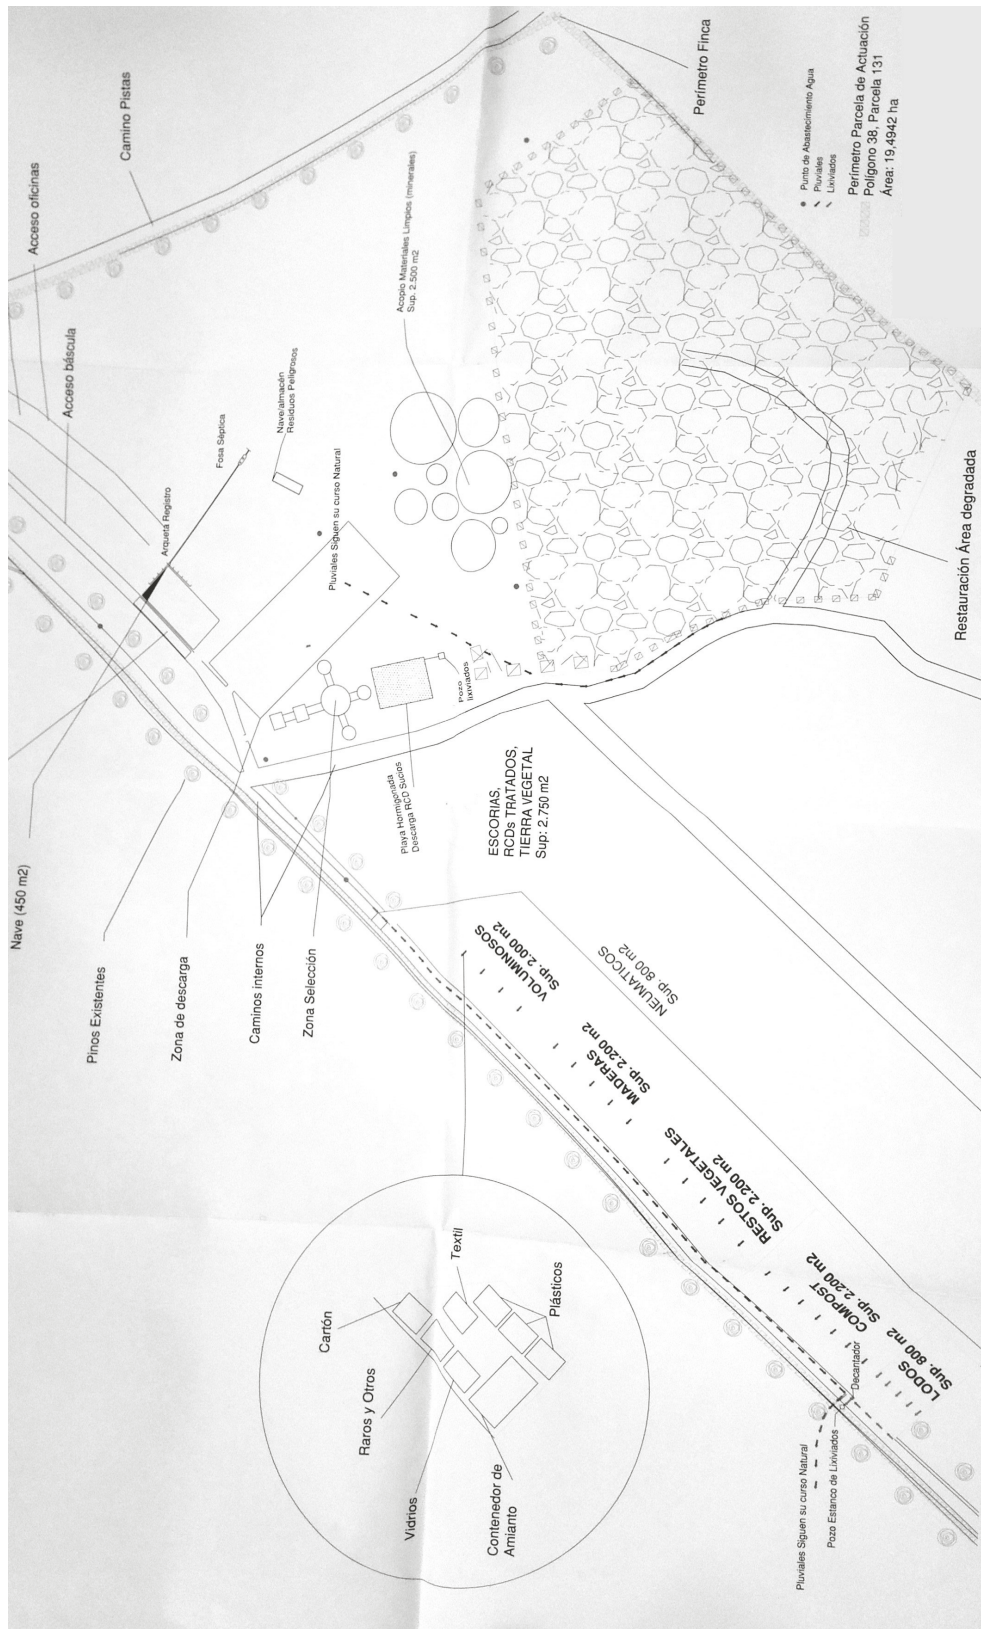 Perímetro Finca
Camino Pistas
Acceso oficinas
Acceso báscula
Punto de Abastecimiento Agua
Pluviales
Lixiviados
Perímetro Parcela de Actuación
Polígono 38, Parcela 131
Área: 19,4942 ha
Acopio Materiales Limpios (minerales)
Sup. 2.500 m2
Nave/almacén
Residuos Peligrosos
Fosa Séptica
Arqueta Registro
Pluviales Siguen su curso Natural
Restauración Área degradada
Pozo
lixiviados
Playa Hormigonada
Descarga RCD Sucios
ESCORIAS,
RCDs TRATADOS,
TIERRA VEGETAL
Sup: 2.750 m2
Nave (450 m2)
Pinos Existentes
Zona de descarga
Caminos internos
Zona Selección
VOLUMINOSOS
Sup. 2.000 m2
NEUMATICOS
Sup. 800 m2
MADERAS
Sup. 2.200 m2
RESTOS VEGETALES
Sup. 2.200 m2
COMPOST
Sup. 2.200 m2
LODOS
Sup. 800 m2
Cartón
Raros y Otros
Vidrios
Textil
Plásticos
Contenedor de
Amianto
Decantador
Pluviales Siguen su curso Natural
Pozo Estanco de Lixiviados